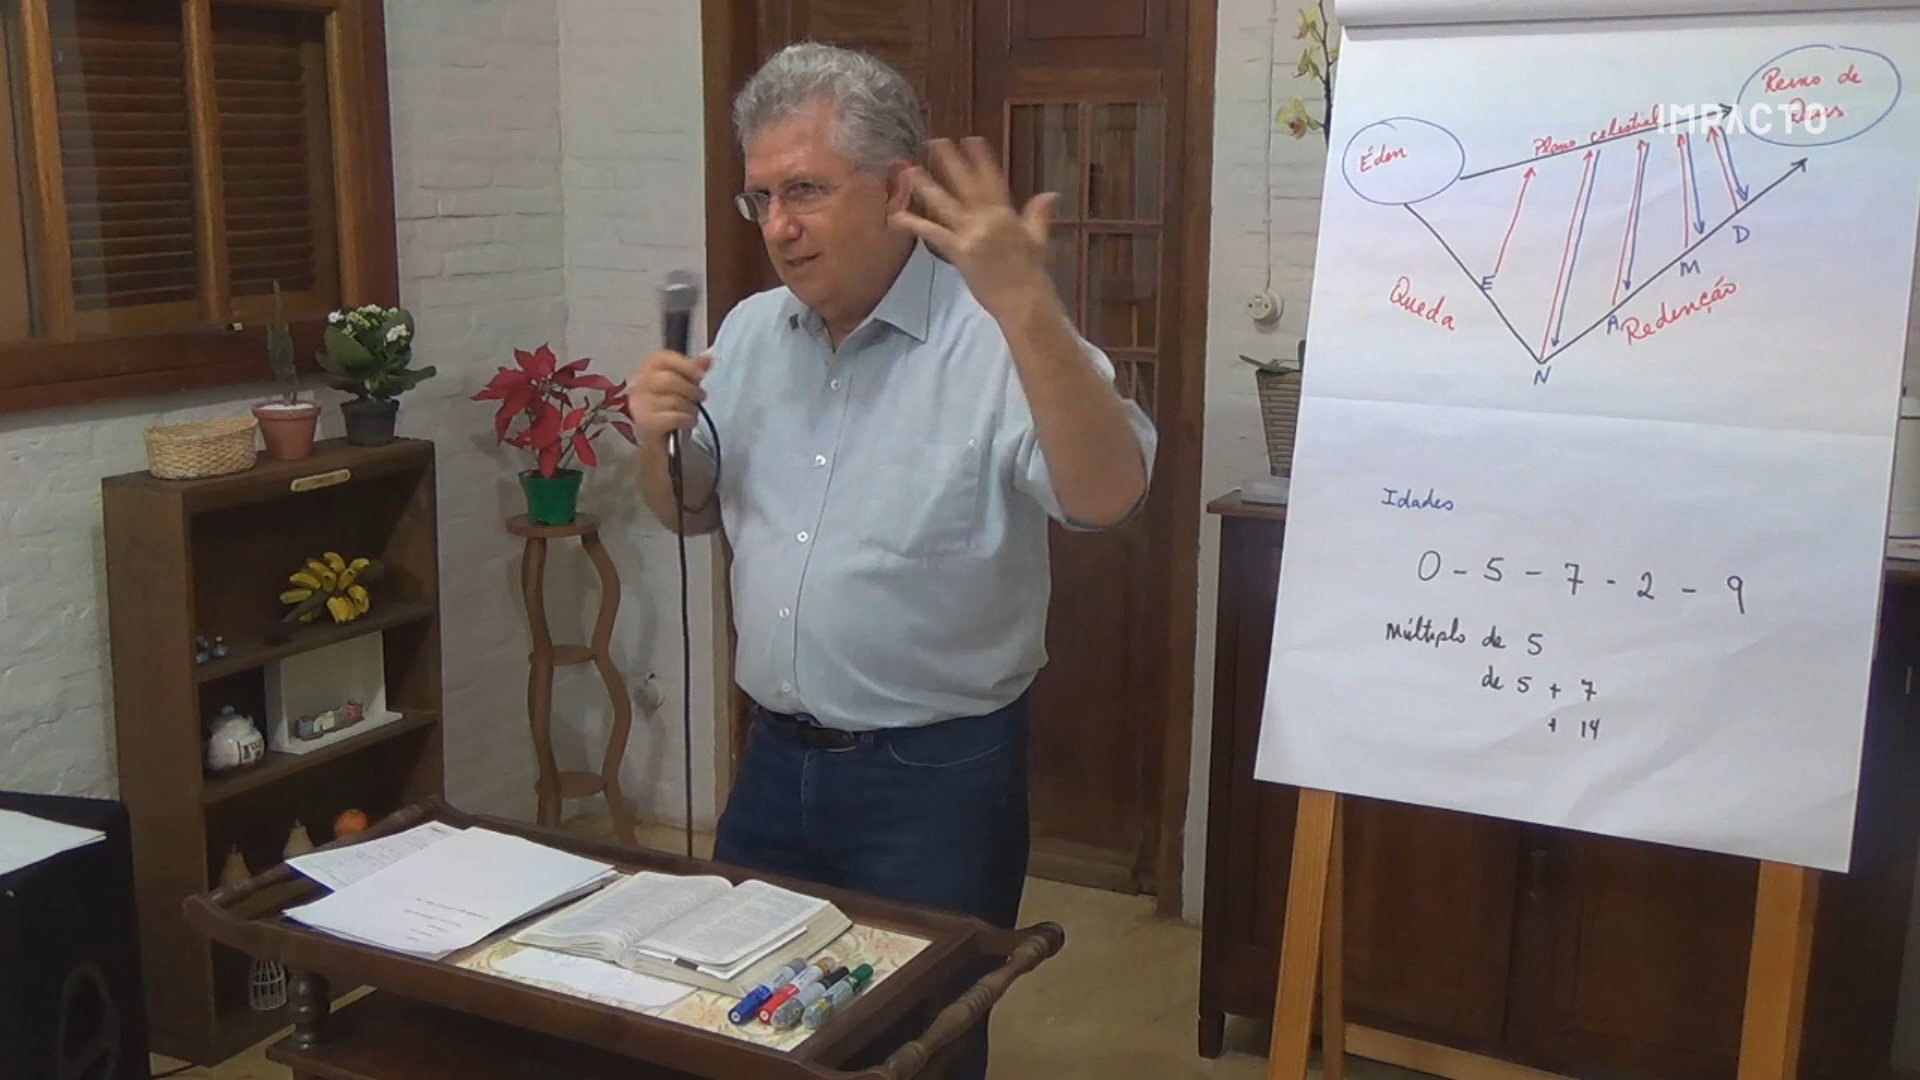 Reino de
Deus
IMPACTO
Éden
Plano celestial
E
Queda
N
A
Redenção
M
D
Idades
0 - 5 - 7 - 2 - 9
Múltiplo de 5
de 5 + 7
+ 14